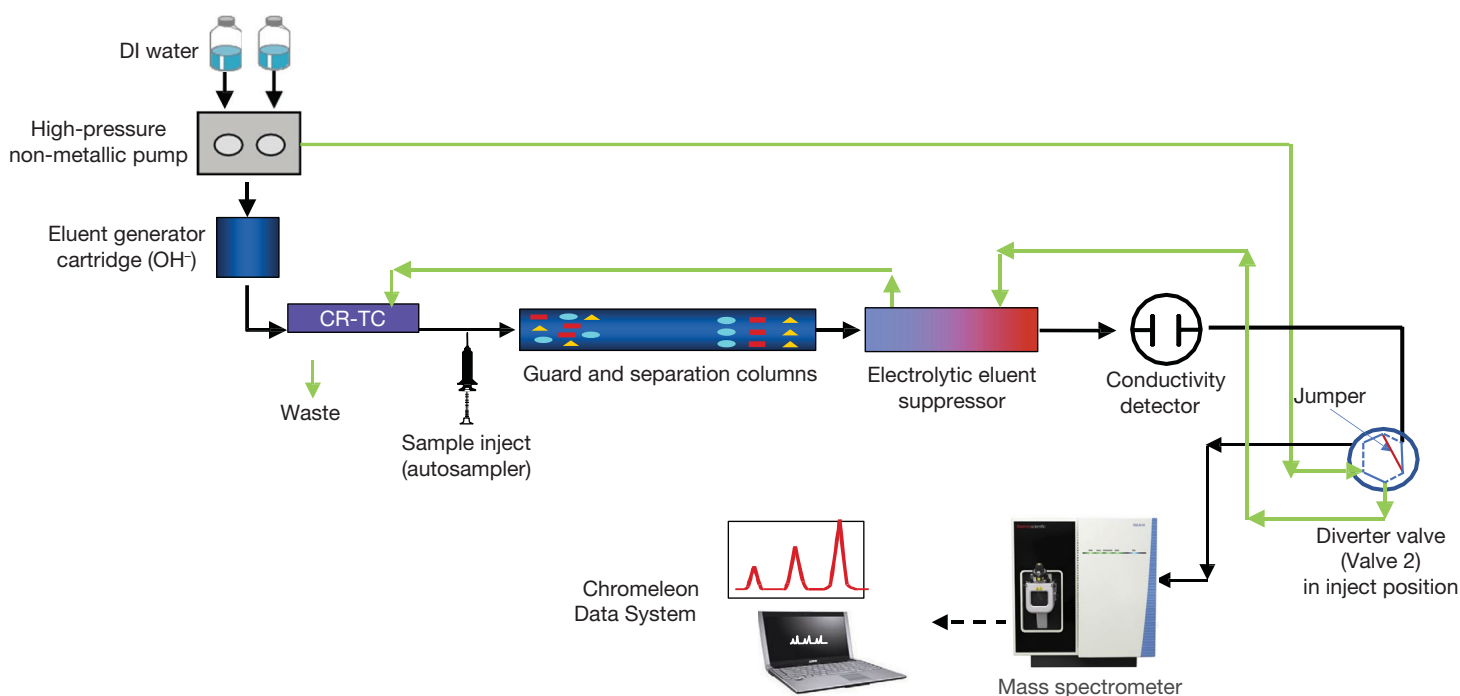 DI water
High-pressure
non-metallic pump
Eluent generator
cartridge (OH⁻)
CR-TC
Waste
Sample inject
(autosampler)
Guard and separation columns
Electrolytic eluent
suppressor
Conductivity
detector
Jumper
Diverter valve
(Valve 2)
in inject position
Chromeleon
Data System
Mass spectrometer